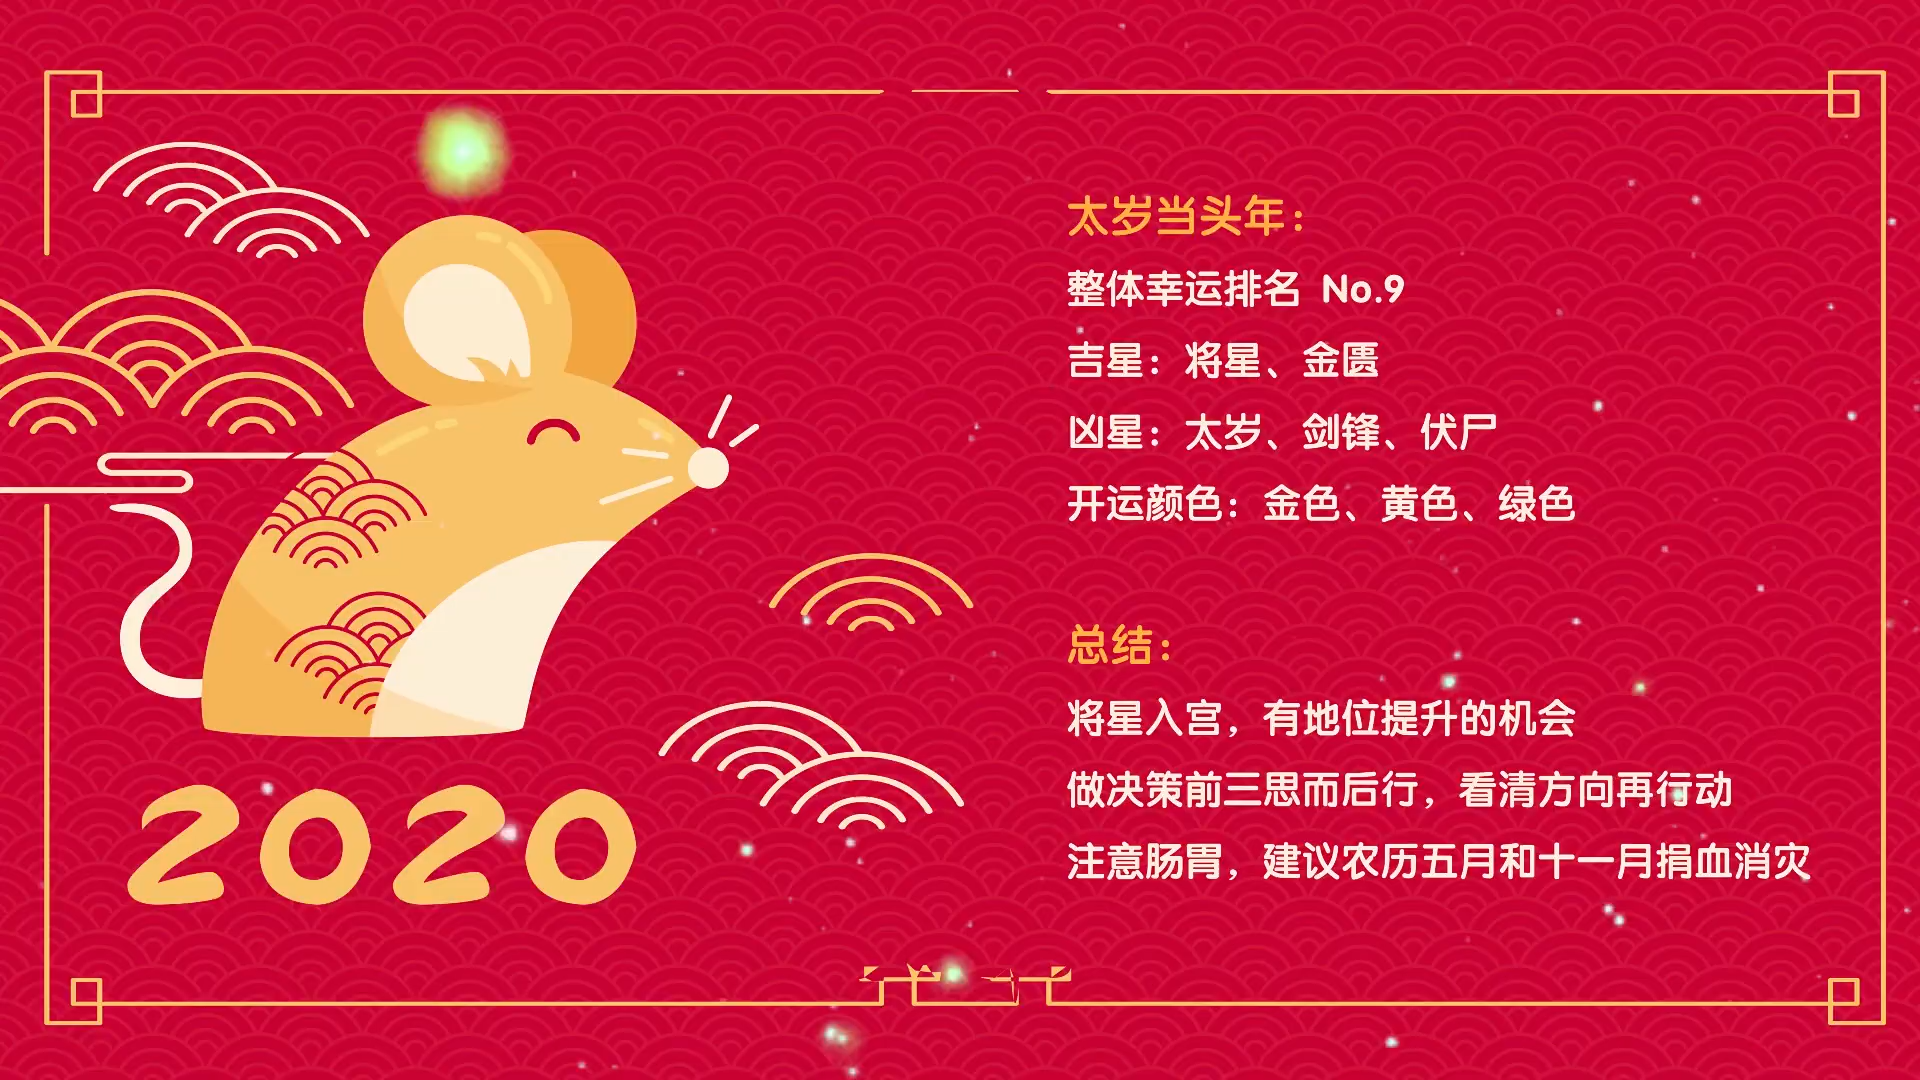 太岁当头年：
整体幸运排名 No.9
吉星：将星、金匮
凶星：太岁、剑锋、伏尸
开运颜色：金色、黄色、绿色
总结：
将星入宫，有地位提升的机会
做决策前三思而后行，看清方向再行动
注意肠胃，建议农历五月和十一月捐血消灾
2020